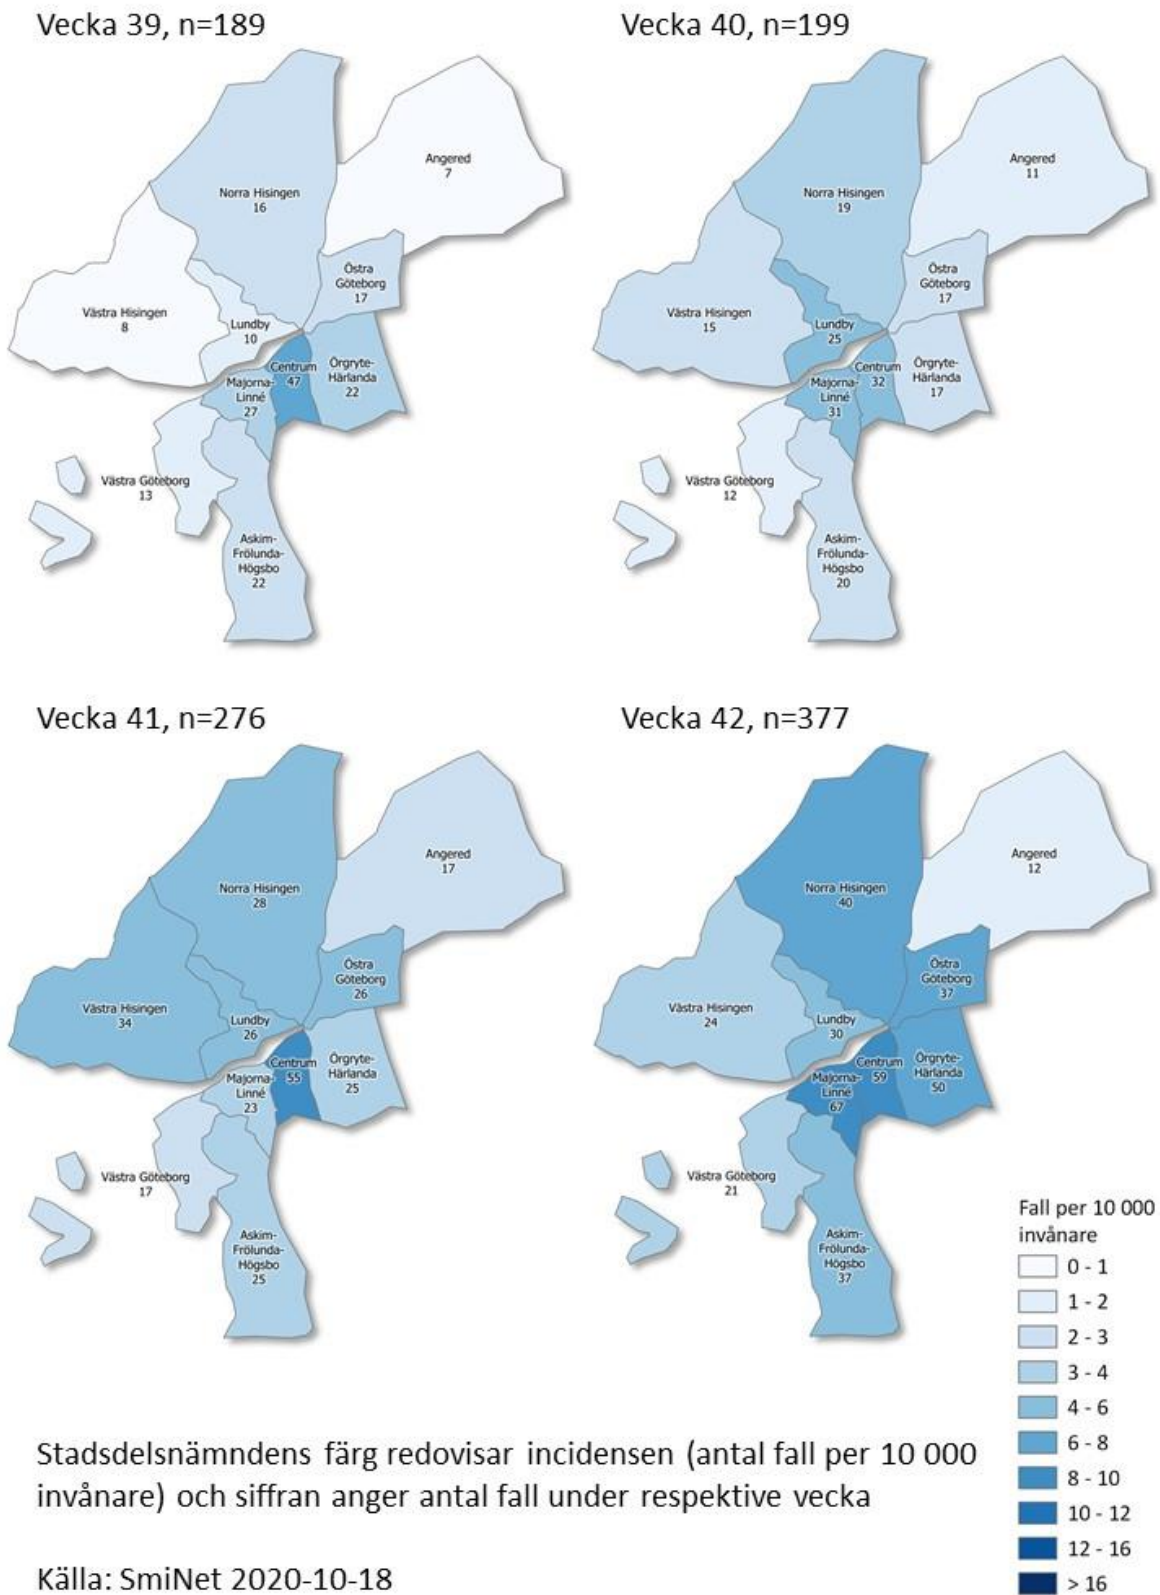 Vecka 39, n=189
Angered
7
Norra Hisingen
16
Östra
Göteborg
17
Västra Hisingen
8
Lundby
10
Centrum
47
Örgryte-
Härlanda
22
Majorna-
Linné
27
Västra Göteborg
13
Askim-
Frölunda-
Högsbo
22
Vecka 40, n=199
Angered
11
Norra Hisingen
19
Östra
Göteborg
17
Västra Hisingen
15
Lundby
25
Centrum
32
Örgryte-
Härlanda
17
Majorna-
Linné
31
Västra Göteborg
12
Askim-
Frölunda-
Högsbo
20
Vecka 41, n=276
Angered
17
Norra Hisingen
28
Östra
Göteborg
26
Västra Hisingen
34
Lundby
26
Centrum
55
Örgryte-
Härlanda
25
Majorna-
Linné
23
Västra Göteborg
17
Askim-
Frölunda-
Högsbo
25
Vecka 42, n=377
Angered
12
Norra Hisingen
40
Östra
Göteborg
37
Västra Hisingen
24
Lundby
30
Centrum
59
Örgryte-
Härlanda
50
Majorna-
Linné
67
Västra Göteborg
21
Askim-
Frölunda-
Högsbo
37
Fall per 10 000
invånare
0 - 1
1 - 2
2 - 3
3 - 4
4 - 6
6 - 8
8 - 10
10 - 12
12 - 16
> 16
Stadsdelsnämndens färg redovisar incidensen (antal fall per 10 000
invånare) och siffran anger antal fall under respektive vecka
Källa: SmiNet 2020-10-18